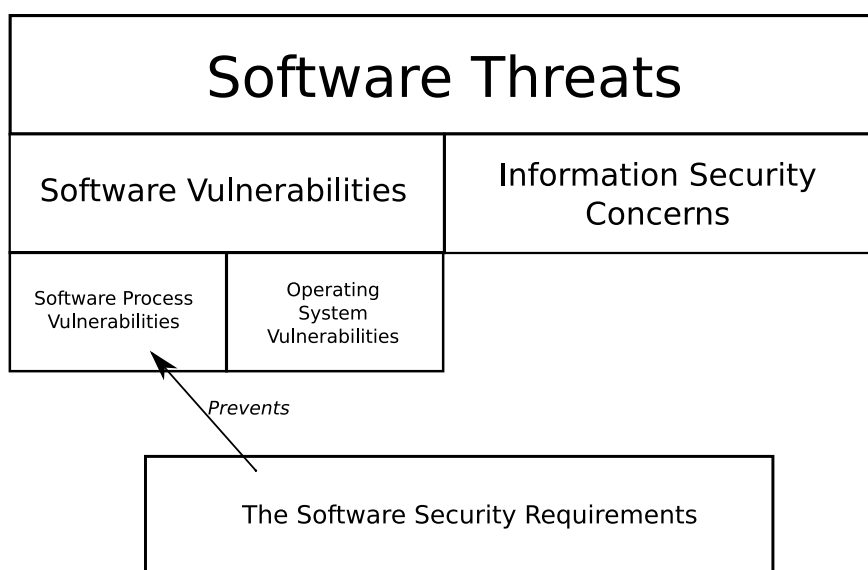 Software Threats
Software Vulnerabilities
Information Security
Concerns
Software Process
Vulnerabilities
Operating
System
Vulnerabilities
Prevents
The Software Security Requirements